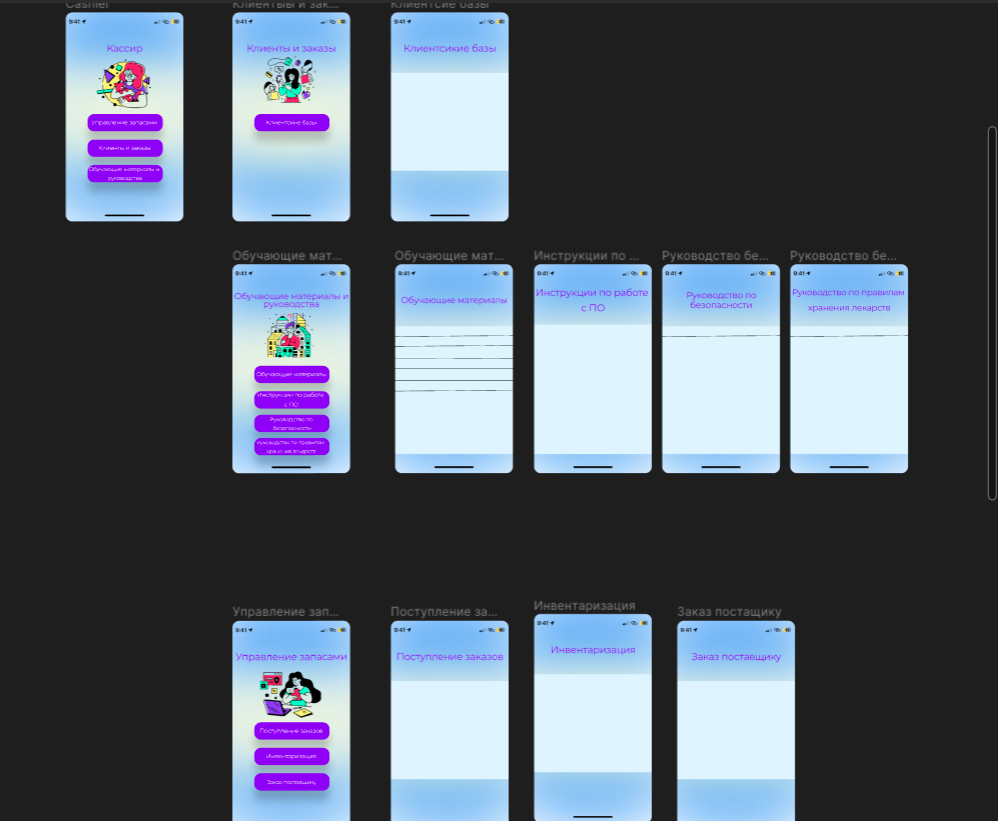 Cashier
Клиенты и зак...
Клиентсие базы
9:41
Кассир
Управление запасами
Клиенты и заказы
Обучающие материалы и
руководства
9:41
Клиенты и заказы
Клиентские базы
9:41
Клиентсикие базы
Обучающие мат...
9:41
Обучающие материалы и
руководства
Обучающие материалы
Инструкции по работе
с ПО
Руководство по
безопасности
Руководство по правилам
хранения лекарств
Обучающие мат...
9:41
Обучающие материалы
Инструкции по ...
9:41
Инструкции по работе
с ПО
Руководство бе...
9:41
Руководство по
безопасности
Руководство бе...
9:41
Руководство по правилам
хранения лекарств
Управление зап...
9:41
Управление запасами
Поступление заказов
Инвентаризация
Заказ поставщику
Поступление за...
9:41
Поступление заказов
Инвентаризация
9:41
Инвентаризация
Заказ постащику
9:41
Заказ поставщику